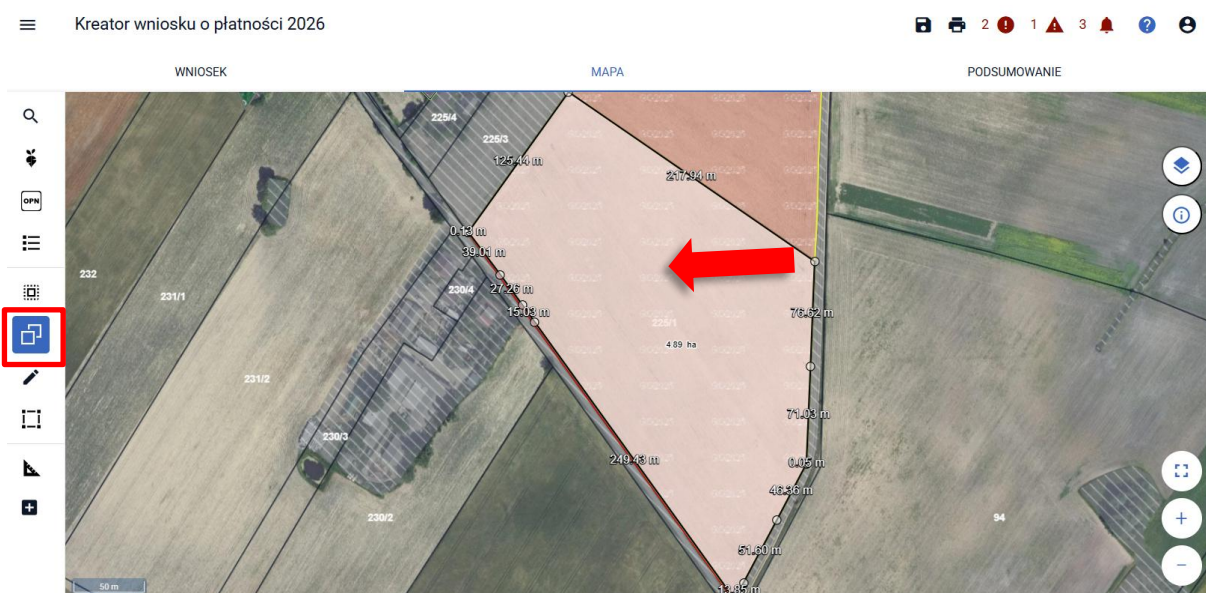 Kreator wniosku o płatności 2026
2 1 3
WNIOSEK MAPA PODSUMOWANIE
OPN
225/4
225/3
125.44 m
217.94 m
0.13 m
39.01 m
232
230/4
27.26 m
231/1
15.03 m
76.62 m
225/1
4.89 ha
231/2
71.03 m
230/3
249.43 m
0.05 m
46.36 m
230/2
94
51.60 m
50 m
13.85 m